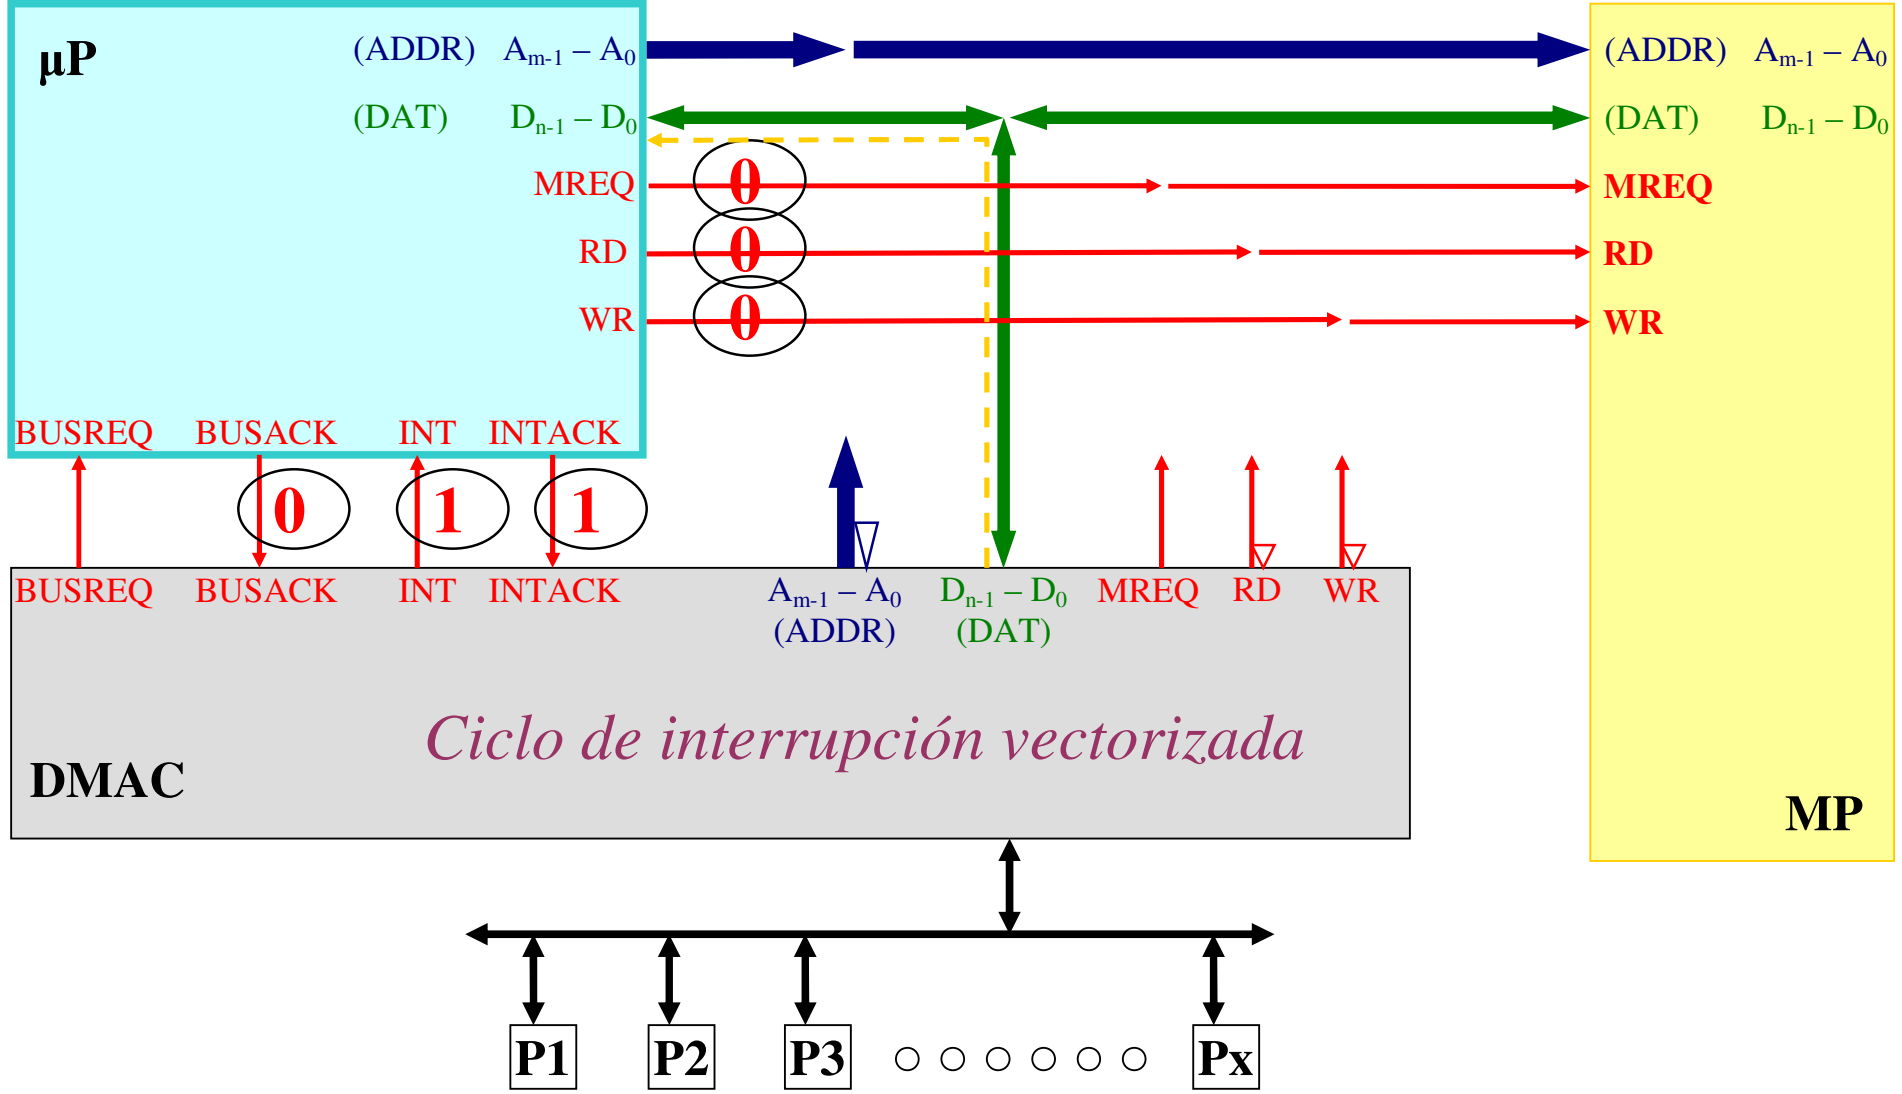 µP
(ADDR) Am-1 – A0
(DAT) Dn-1 – D0
MREQ
RD
WR
0
0
0
(ADDR) Am-1 – A0
(DAT) Dn-1 – D0
MREQ
RD
WR
BUSREQ BUSACK INT INTACK
0 1 1
BUSREQ BUSACK INT INTACK Am-1 – A0 Dn-1 – D0 MREQ RD WR
(ADDR) (DAT)
Ciclo de interrupción vectorizada
DMAC
MP
P1 P2 P3 Px